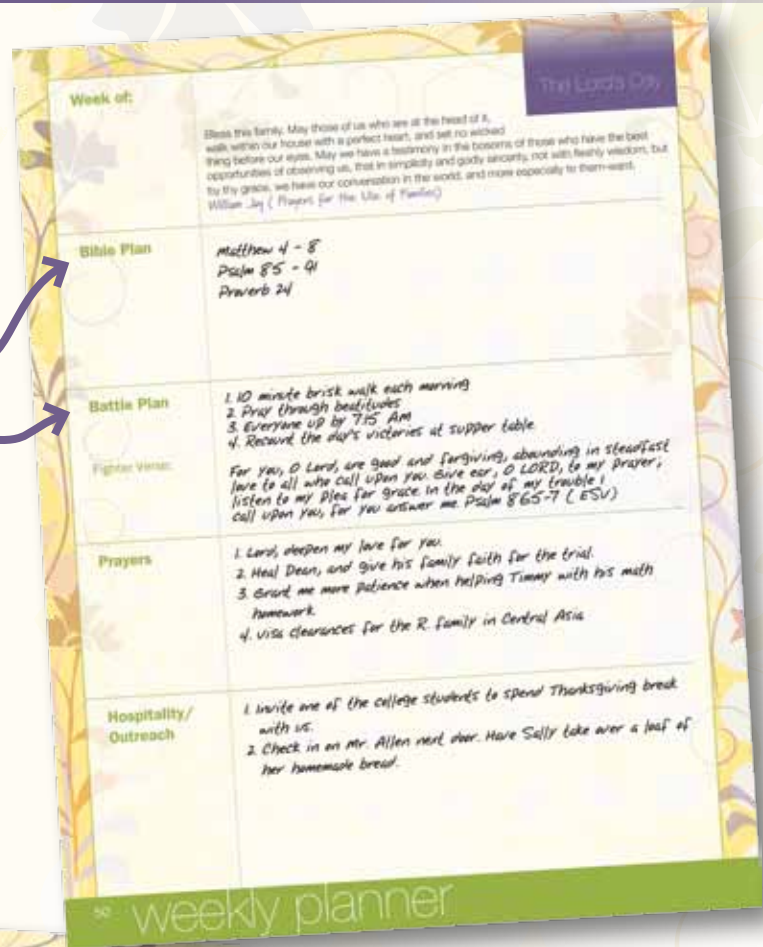 The Lord's Day
Week of:
Bless this family. May those of us who are at the head of it,
walk within our house with a perfect heart, and set no wicked
thing before our eyes. May we have a testimony in the bosoms of those who have the best
opportunities of observing us, that in simplicity and godly sincerity, not with fleshly wisdom, but
by thy grace, we have our conversation in the world, and more especially to them-ward.
William Jay ( Prayers for the Use of Families)
Bible Plan
Matthew 4 - 8
Psalm 85 - 91
Proverb 24
Battle Plan
1. 10 minute brisk walk each morning
2. Pray through beatitudes
3. Everyone up by 7:15 AM
4. Recount the day's victories at supper table
Fighter Verse:
For you, O Lord, are good and forgiving, abounding in steadfast
love to all who call upon you. Give ear, O LORD, to my prayer;
listen to my plea for grace. In the day of my trouble I
call upon you, for you answer me. Psalm 86:5-7 ( ESV)
Prayers
1. Lord, deepen my love for you.
2. Heal Dean, and give his family faith for the trial.
3. Grant me more patience when helping Timmy with his math
homework
4. Visa clearances for the R. family in Central Asia
Hospitality/
Outreach
1. Invite one of the college students to spend Thanksgiving break
with us.
2. Check in on Mr. Allen next door. Have Sally take over a loaf of
her homemade bread.
50 weekly planner